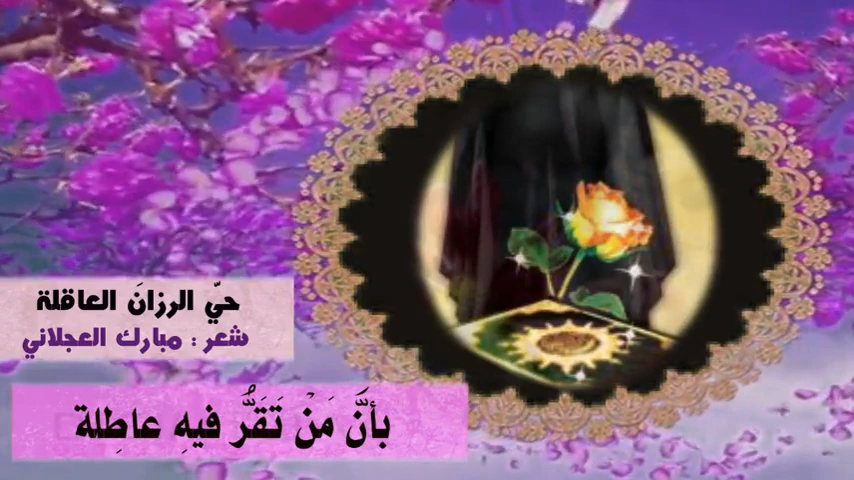 حيّ الرزانَ العاقلة
شعر : مبارك العجلاني
بأنَّ مَنْ تَقَرُّ فيهِ عاطِلة